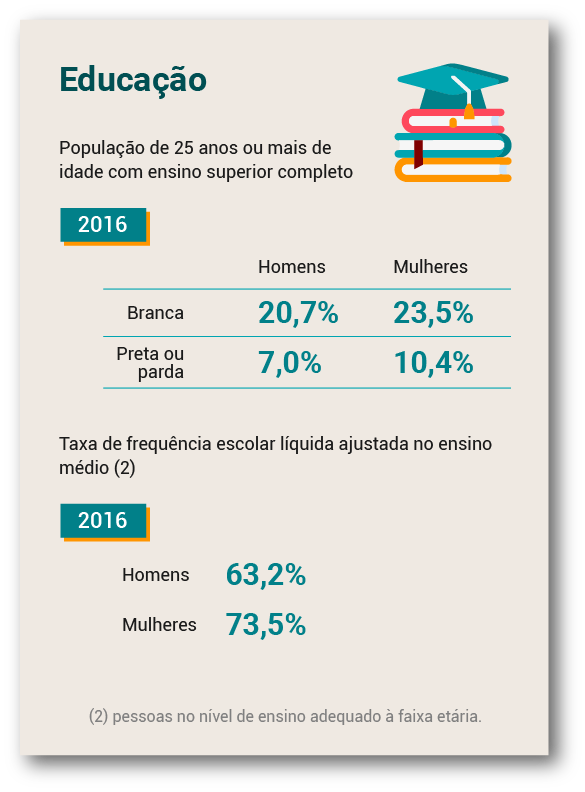 Educação
População de 25 anos ou mais de
idade com ensino superior completo
2016
Homens Mulheres
Branca 20,7% 23,5%
Preta ou
parda 7,0% 10,4%
Taxa de frequência escolar líquida ajustada no ensino
médio (2)
2016
Homens 63,2%
Mulheres 73,5%
(2) pessoas no nível de ensino adequado à faixa etária.